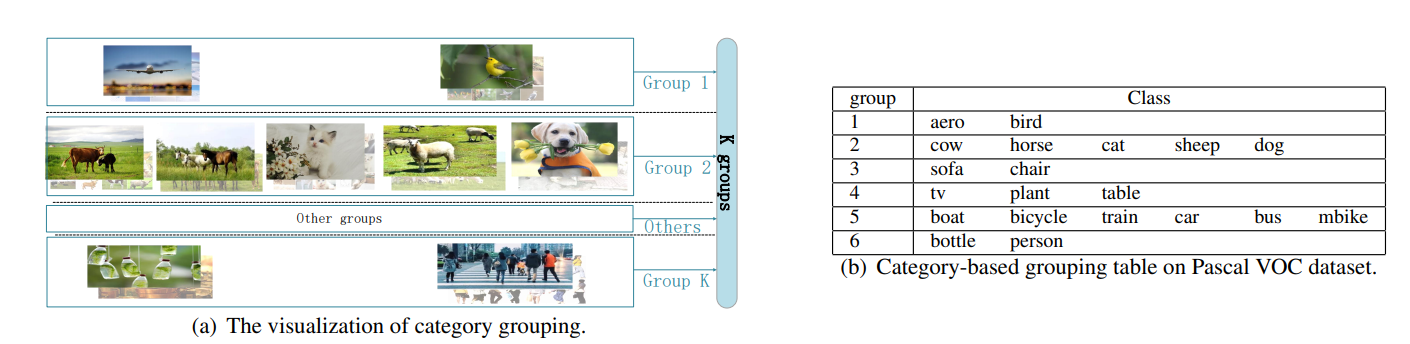 Group 1
Group 2
Other groups
Others
Group K
K groups
(a) The visualization of category grouping.
group Class
1 aero bird
2 cow horse cat sheep dog
3 sofa chair
4 tv plant table
5 boat bicycle train car bus mbike
6 bottle person
(b) Category-based grouping table on Pascal VOC dataset.